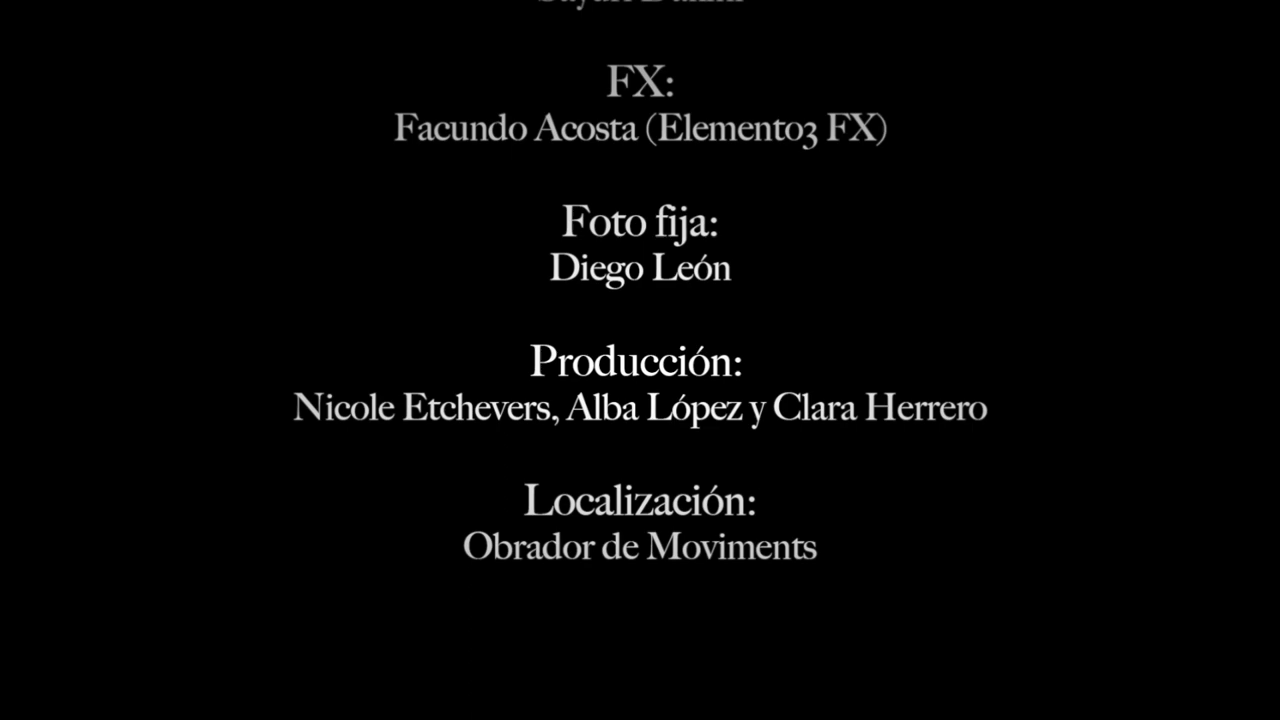 FX:
Facundo Acosta (Elemento3 FX)
Foto fija:
Diego León
Producción:
Nicole Etchevers, Alba López y Clara Herrero
Localización:
Obrador de Moviments